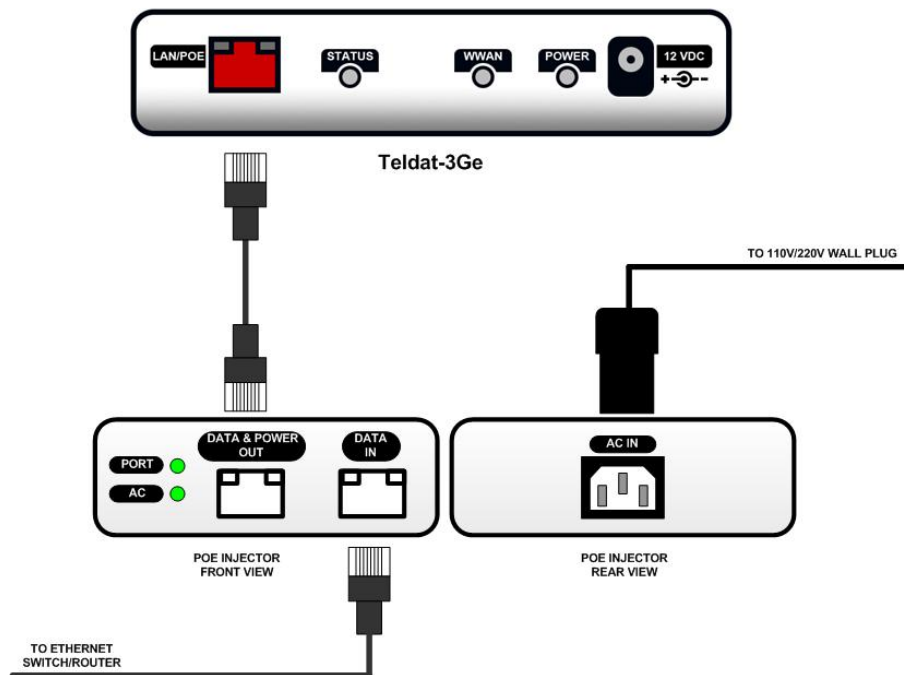 LAN/POE
STATUS
WWAN
POWER
12 VDC
+ -
Teldat-3Ge
TO 110V/220V WALL PLUG
DATA & POWER
OUT
DATA
IN
AC IN
PORT
AC
POE INJECTOR
FRONT VIEW
POE INJECTOR
REAR VIEW
TO ETHERNET
SWITCH/ROUTER